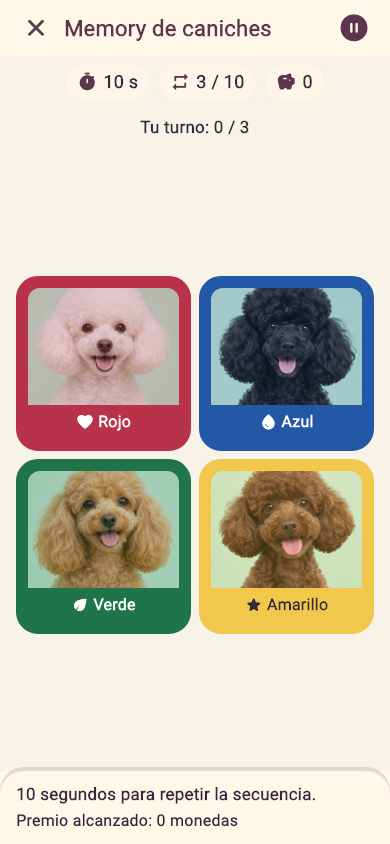 Memory de caniches
10 s
3 / 10
0
Tu turno: 0 / 3
Rojo
Azul
Verde
Amarillo
10 segundos para repetir la secuencia.
Premio alcanzado: 0 monedas